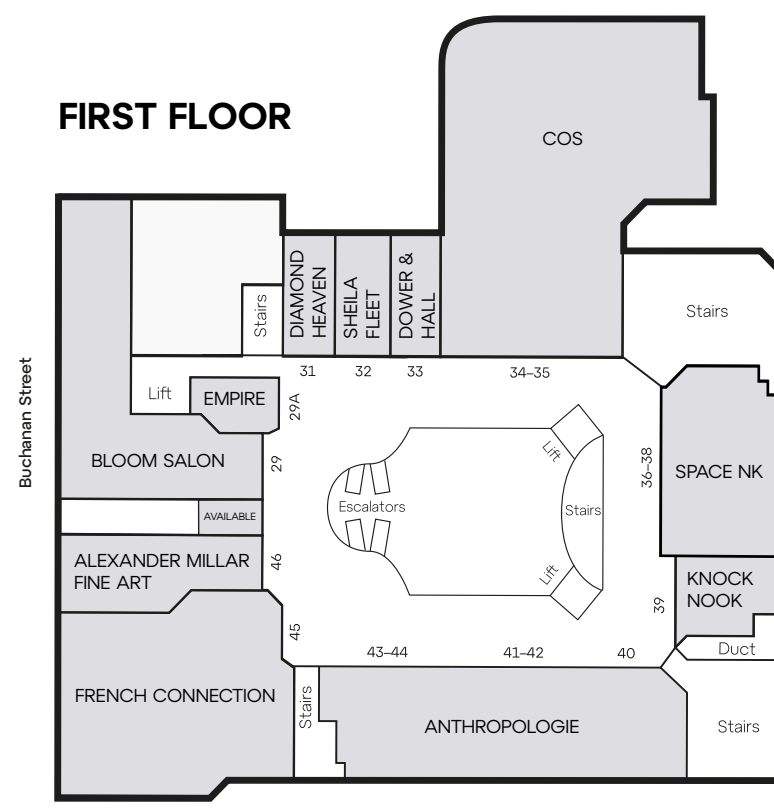 FIRST FLOOR
COS
DIAMOND
HEAVEN
SHEILA
FLEET
DOWER &
HALL
Stairs
Stairs
31
32
33
34–35
Lift
EMPIRE
29A
Buchanan Street
BLOOM SALON
29
Lift
36–38
SPACE NK
Escalators
Stairs
AVAILABLE
ALEXANDER MILLAR
FINE ART
46
Lift
KNOCK
NOOK
39
45
43–44
41–42
40
Duct
FRENCH CONNECTION
Stairs
ANTHROPOLOGIE
Stairs